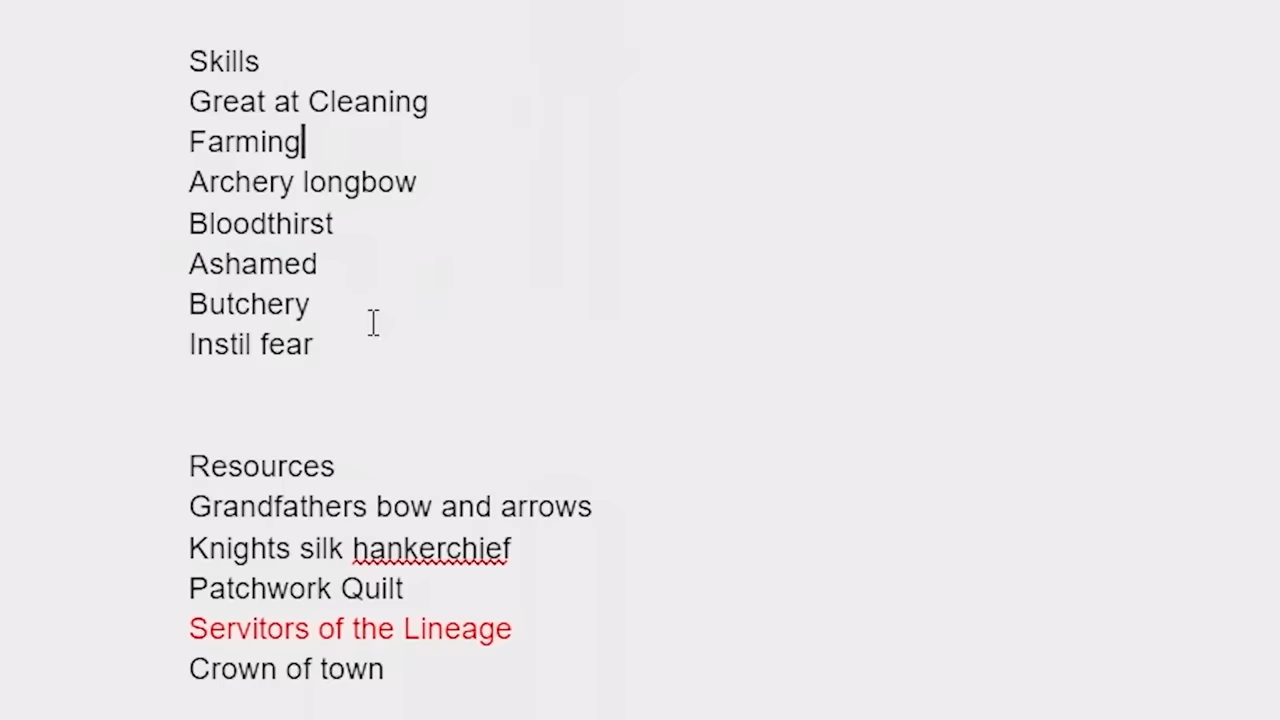 Skills
Great at Cleaning
Farming
Archery longbow
Bloodthirst
Ashamed
Butchery
Instil fear
Resources
Grandfathers bow and arrows
Knights silk hankerchief
Patchwork Quilt
Servitors of the Lineage
Crown of town